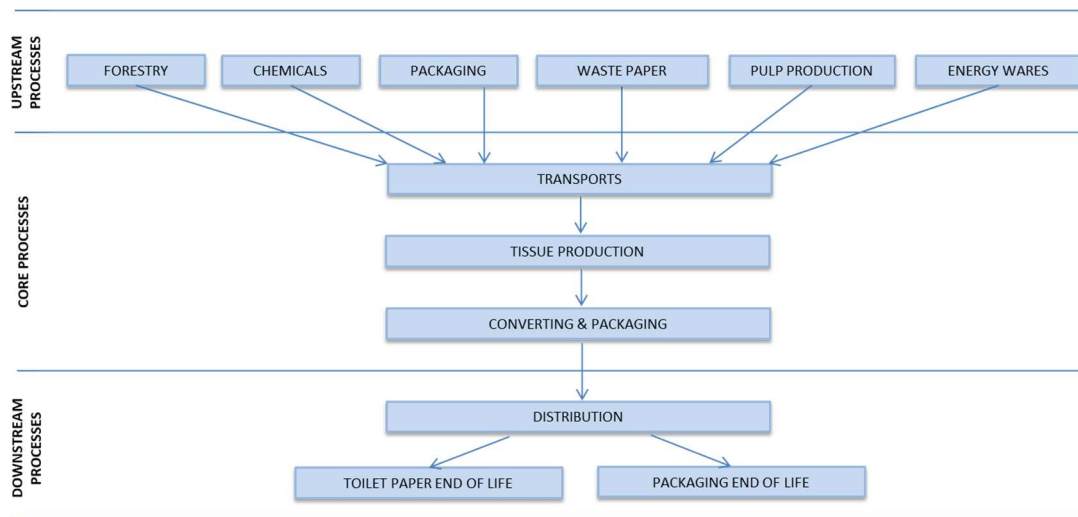 UPSTREAM
PROCESSES
FORESTRY
CHEMICALS
PACKAGING
WASTE PAPER
PULP PRODUCTION
ENERGY WARES
CORE PROCESSES
TRANSPORTS
TISSUE PRODUCTION
CONVERTING & PACKAGING
DOWNSTREAM
PROCESSES
DISTRIBUTION
TOILET PAPER END OF LIFE
PACKAGING END OF LIFE